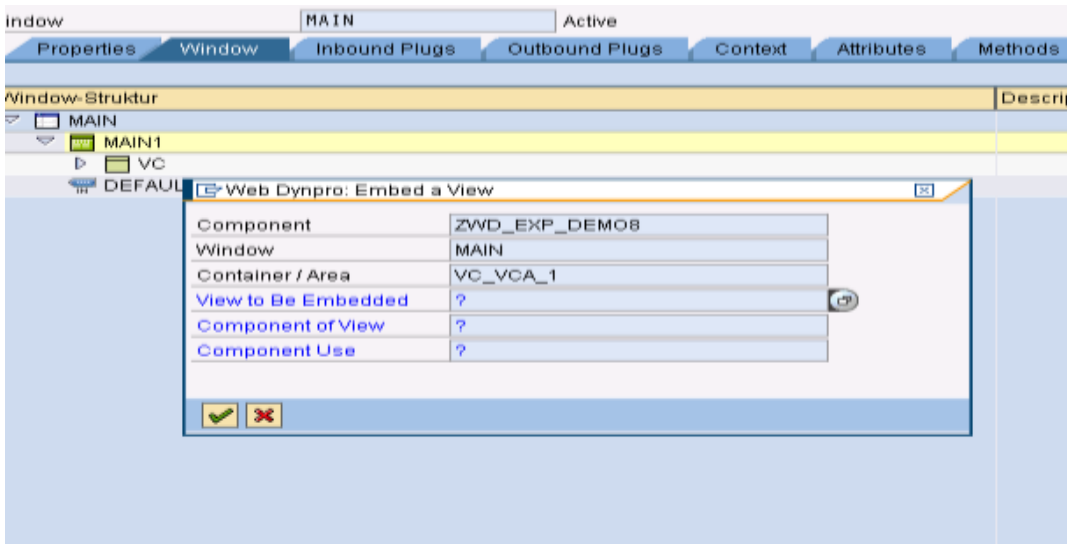 indow MAIN Active
Properties Window Inbound Plugs Outbound Plugs Context Attributes Methods
Window-Struktur Descrip
MAIN
MAIN1
VC
DEFAUL
Web Dynpro: Embed a View
Component ZWD_EXP_DEMO8
Window MAIN
Container / Area VC_VCA_1
View to Be Embedded ?
Component of View ?
Component Use ?